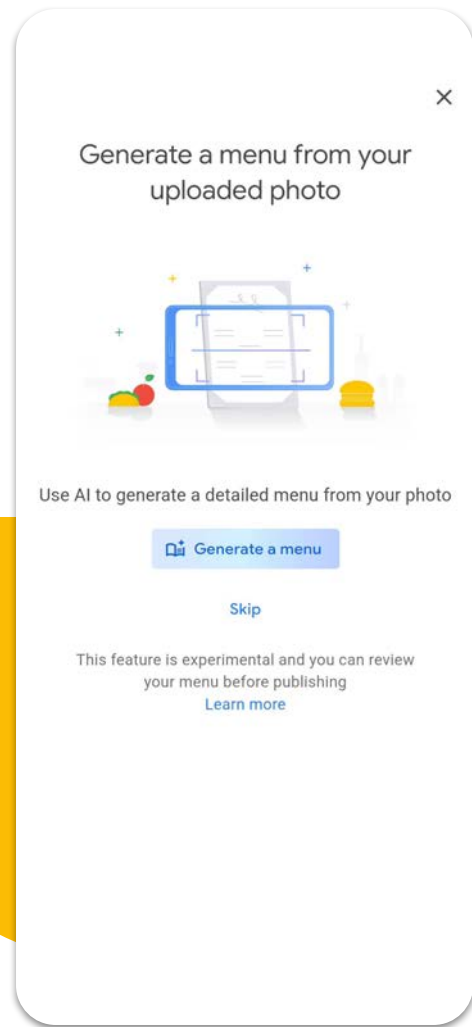 Generate a menu from your
uploaded photo
Use AI to generate a detailed menu from your photo
Generate a menu
Skip
This feature is experimental and you can review
your menu before publishing
Learn more